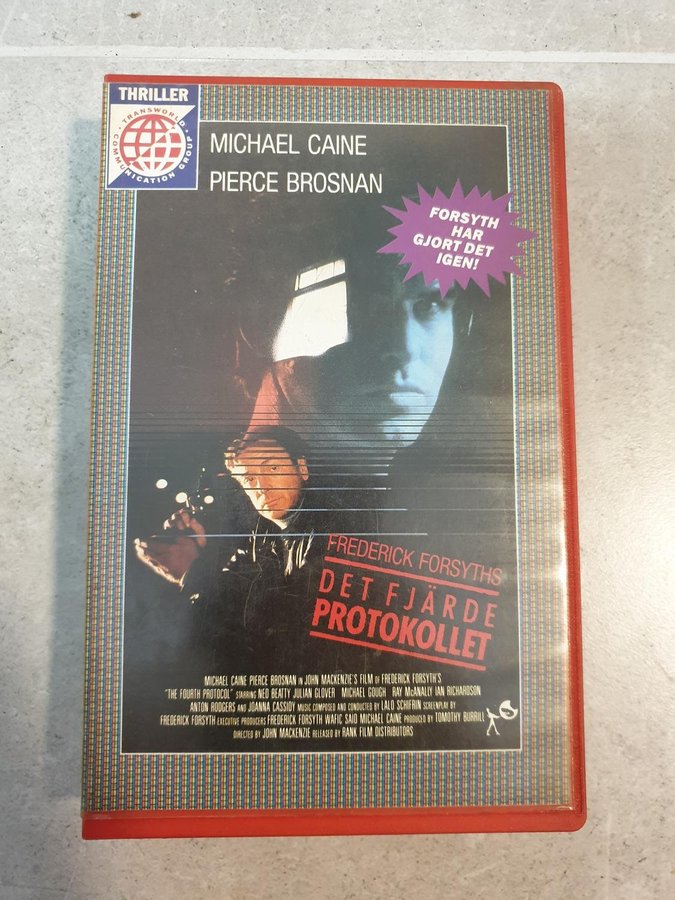 THRILLER
TRANSWORLD
COMMUNICATION GROUP
MICHAEL CAINE
PIERCE BROSNAN
FORSYTH
HAR
GJORT DET
IGEN!
FREDERICK FORSYTHS
DET FJÄRDE
PROTOKOLLET
MICHAEL CAINE PIERCE BROSNAN IN JOHN MACKENZIE'S FILM OF FREDERICK FORSYTH'S
"THE FOURTH PROTOCOL" STARRING NED BEATTY JULIAN GLOVER MICHAEL GOUGH RAY McANALLY IAN RICHARDSON
ANTON RODGERS AND JOANNA CASSIDY MUSIC COMPOSED AND CONDUCTED BY LALO SCHIFRIN SCREENPLAY BY
FREDERICK FORSYTH EXECUTIVE PRODUCERS FREDERICK FORSYTH WAFIC SAID MICHAEL CAINE PRODUCED BY TOMOTHY BURRILL
DIRECTED BY JOHN MACKENZIE RELEASED BY RANK FILM DISTRIBUTORS